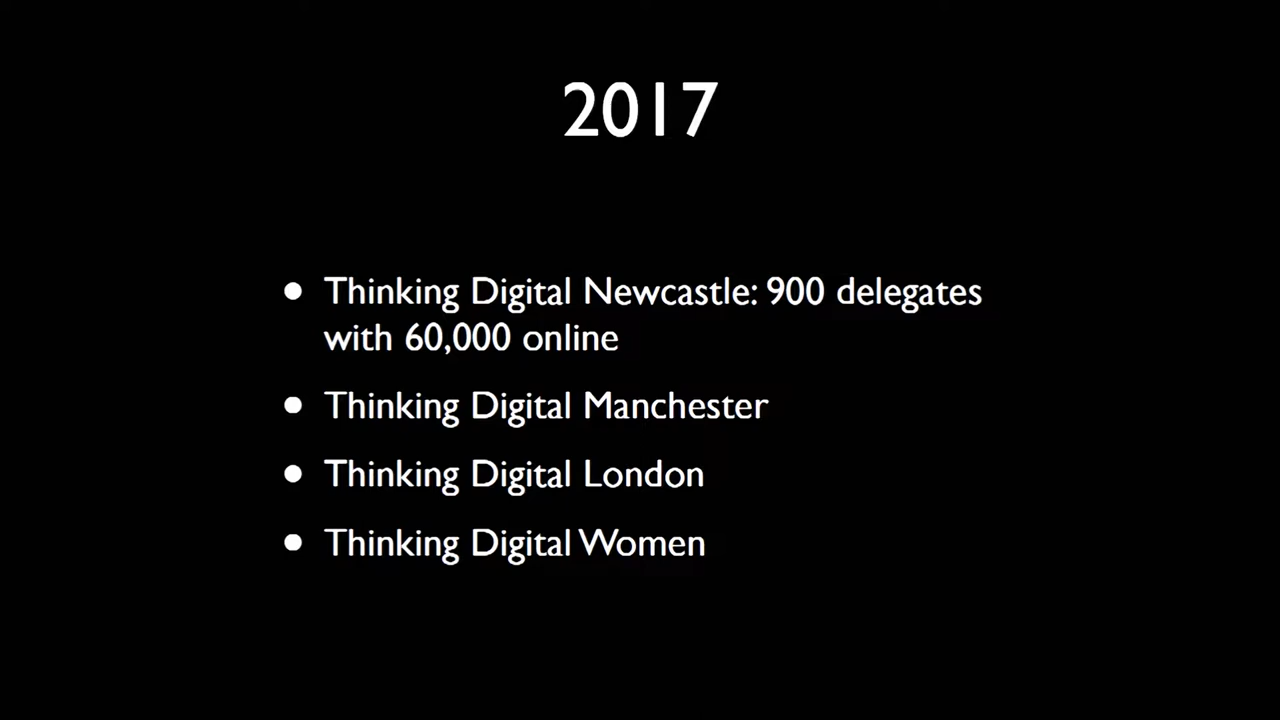 2017
• Thinking Digital Newcastle: 900 delegates
with 60,000 online
• Thinking Digital Manchester
• Thinking Digital London
• Thinking Digital Women